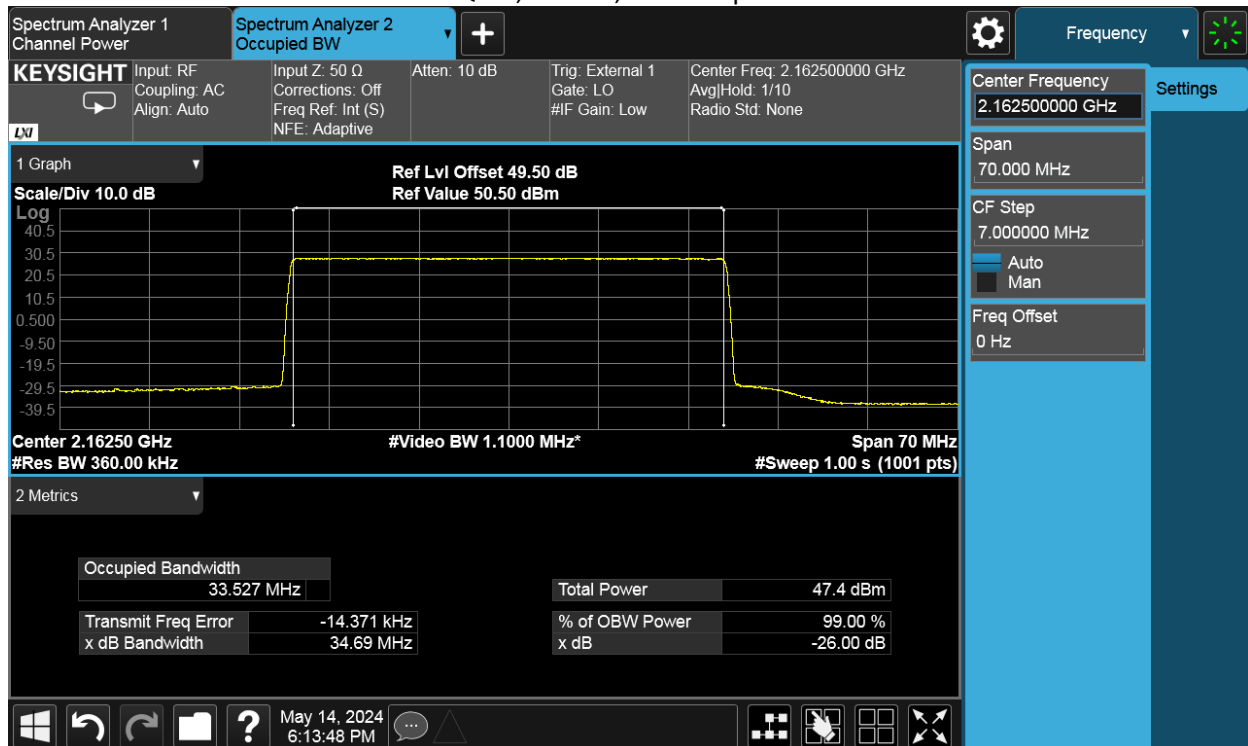 Spectrum Analyzer 1
Channel Power
Spectrum Analyzer 2
Occupied BW
Frequency
KEYSIGHT
LXI
Input: RF
Coupling: AC
Align: Auto
Input Z: 50 Ω
Corrections: Off
Freq Ref: Int (S)
NFE: Adaptive
Atten: 10 dB
Trig: External 1
Gate: LO
#IF Gain: Low
Center Freq: 2.162500000 GHz
Avg|Hold: 1/10
Radio Std: None
Center Frequency
2.162500000 GHz
Settings
Span
70.000 MHz
CF Step
7.000000 MHz
Auto
Man
Freq Offset
0 Hz
1 Graph
Scale/Div 10.0 dB
Ref Lvl Offset 49.50 dB
Ref Value 50.50 dBm
Log
40.5
30.5
20.5
10.5
0.500
-9.50
-19.5
-29.5
-39.5
Center 2.16250 GHz
#Res BW 360.00 kHz
#Video BW 1.1000 MHz*
Span 70 MHz
#Sweep 1.00 s (1001 pts)
2 Metrics
Occupied Bandwidth
33.527 MHz
Total Power 47.4 dBm
Transmit Freq Error -14.371 kHz
% of OBW Power 99.00 %
x dB Bandwidth 34.69 MHz
x dB -26.00 dB
?
May 14, 2024
6:13:48 PM